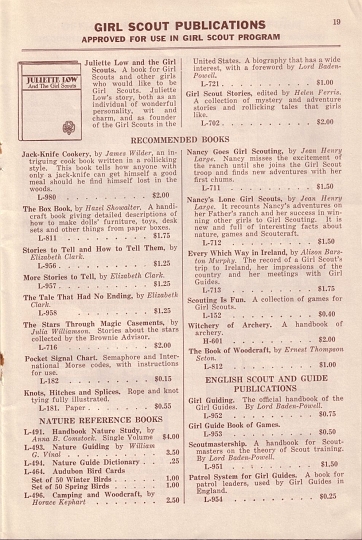 19
GIRL SCOUT PUBLICATIONS
APPROVED FOR USE IN GIRL SCOUT PROGRAM
JULIETTE LOW
And The Girl Scouts
Juliette Low and the Girl
Scouts. A book for Girl
Scouts and other girls
who would like to be
Girl Scouts. Juliette
Low's story, both as an
individual of wonderful
personality, wit and
charm, and as founder
of the Girl Scouts in the
United States. A biography that has a wide
interest, with a foreword by Lord Baden-
Powell.
L-721 . . . . . . . . . . . . $1.00
Girl Scout Stories, edited by Helen Ferris.
A collection of mystery and adventure
stories and rollicking tales that girls
like.
L-702 . . . . . . . . . . . . $2.00
RECOMMENDED BOOKS
Jack-Knife Cookery, by James Wilder, an in-
triguing cook book written in a rollicking
style. The book tells how anyone with
only a jack-knife can get himself a good
meal should he find himself lost in the
woods.
L-980 . . . . . . . . . . . . $2.00
The Box Book, by Hazel Showalter. A handi-
craft book giving detailed descriptions of
how to make dolls' furniture, toys, desk
sets and other things from paper boxes.
L-811 . . . . . . . . . . . . $1.75
Stories to Tell and How to Tell Them, by
Elizabeth Clark.
L-956 . . . . . . . . . . . . $1.25
More Stories to Tell, by Elizabeth Clark.
L-957 . . . . . . . . . . . . $1.25
The Tale That Had No Ending, by Elizabeth
Clark.
L-958 . . . . . . . . . . . . $1.25
The Stars Through Magic Casements, by
Julia Williamson. Stories about the stars
collected by the Brownie Advisor.
L-716 . . . . . . . . . . . . $2.00
Pocket Signal Chart. Semaphore and Inter-
national Morse codes, with instructions
for use.
L-182 . . . . . . . . . . . . $0.15
Knots, Hitches and Splices. Rope and knot
tying fully illustrated.
L-181. Paper . . . . . . . . . $0.55
NATURE REFERENCE BOOKS
L-491. Handbook Nature Study, by
Anna B. Comstock. Single Volume $4.00
L-493. Nature Guiding by William
G. Vinal . . . . . . . . . . 2.50
L-494. Nature Guide Dictionary . . .25
L-464. Audubon Bird Cards
Set of 50 Winter Birds . . . . 1.00
Set of 50 Spring Birds . . . . 1.00
L-496. Camping and Woodcraft, by
Horace Kephart . . . . . . . 2.50
Nancy Goes Girl Scouting, by Jean Henry
Large. Nancy misses the excitement of
the ranch until she joins the Girl Scout
troop and finds new adventures with her
first chums.
L-711 . . . . . . . . . . . . $1.50
Nancy's Lone Girl Scouts, by Jean Henry
Large. It recounts Nancy's adventures on
her Father's ranch and her success in win-
ning other girls to Girl Scouting. It is
new and full of interesting facts about
nature, games and Scoutcraft.
L-712 . . . . . . . . . . . . $1.50
Every Which Way in Ireland, by Alison Bars-
ton Murphy. The record of a Girl Scout's
trip to Ireland, her impressions of the
country and her meetings with Girl
Guides.
L-713 . . . . . . . . . . . . $1.75
Scouting Is Fun. A collection of games for
Girl Scouts.
L-152 . . . . . . . . . . . . $0.40
Witchery of Archery. A handbook of
archery.
H-601 . . . . . . . . . . . . $2.00
The Book of Woodcraft, by Ernest Thompson
Seton.
L-812 . . . . . . . . . . . . $1.00
ENGLISH SCOUT AND GUIDE
PUBLICATIONS
Girl Guiding. The official handbook of the
Girl Guides. By Lord Baden-Powell.
L-952 . . . . . . . . . . . . $0.75
Girl Guide Book of Games.
L-953 . . . . . . . . . . . . $0.50
Scoutmastership. A handbook for Scout-
masters on the theory of Scout training.
By Lord Baden-Powell.
L-951 . . . . . . . . . . . . $1.50
Patrol System for Girl Guides. A book for
patrol leaders, used by Girl Guides in
England.
L-954 . . . . . . . . . . . . $0.25